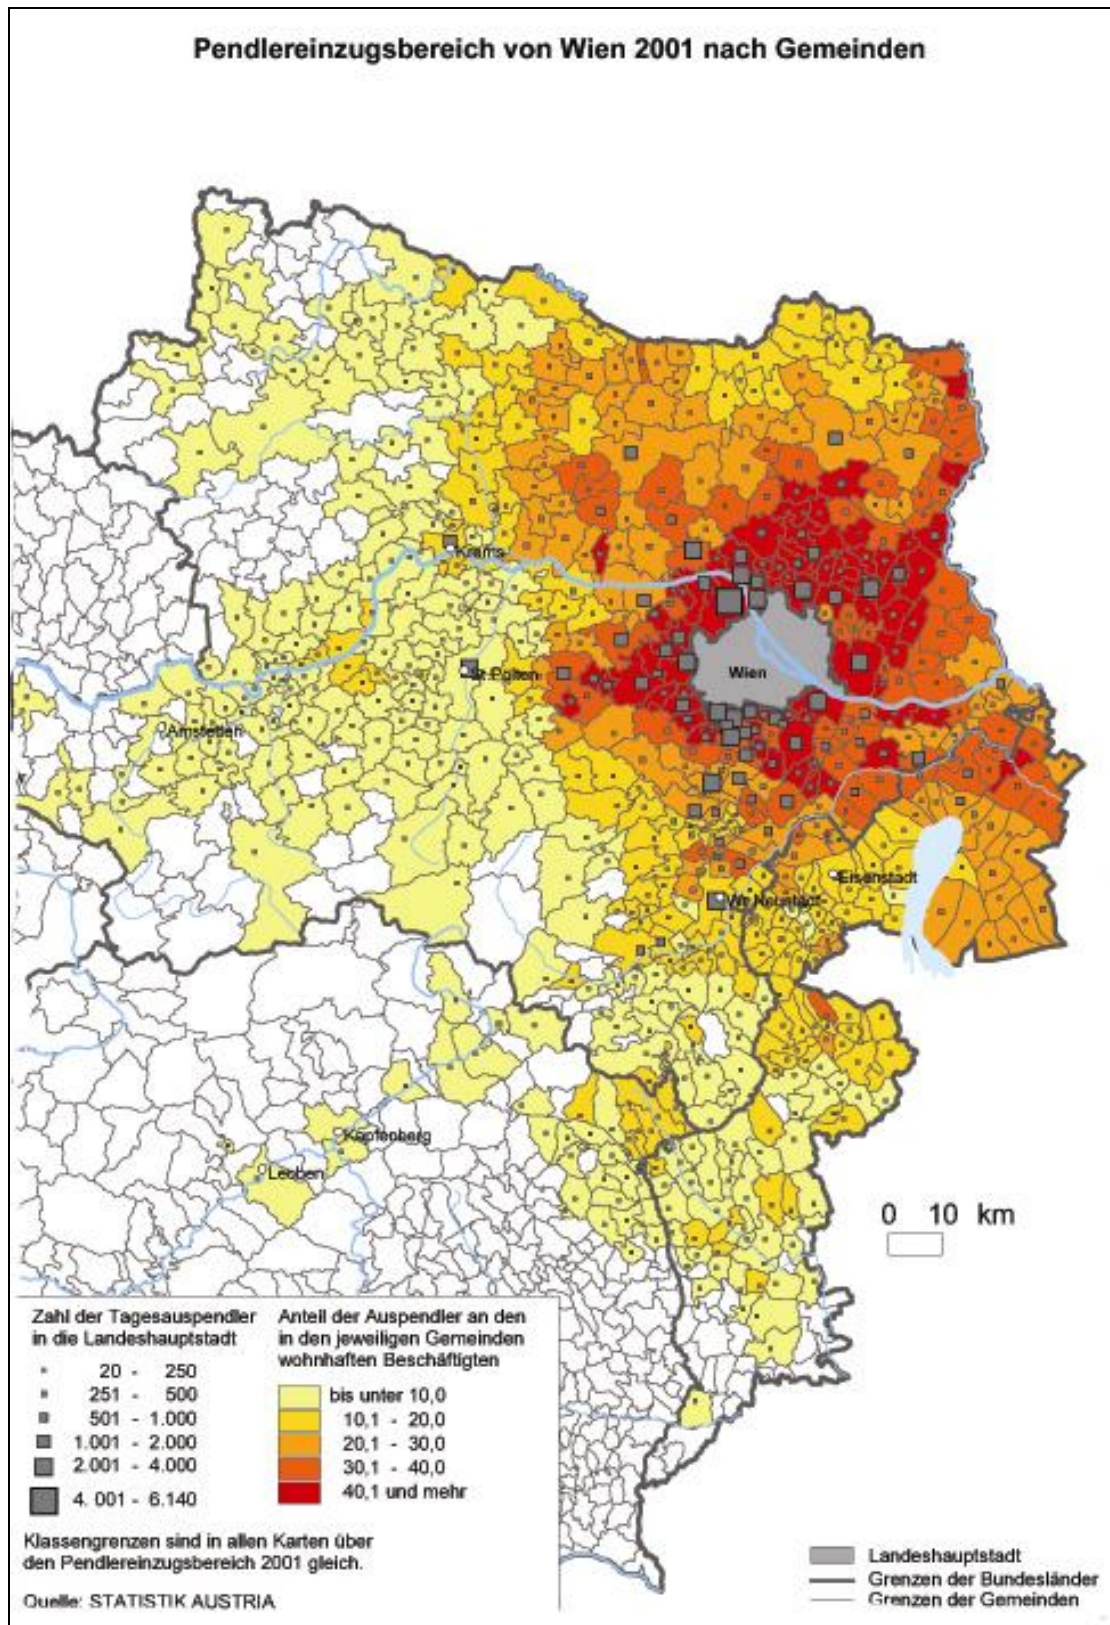 Pendlereinzugsbereich von Wien 2001 nach Gemeinden
Krems
Wien
St.Pölten
Amstetten
Eisenstadt
Wr.Neustadt
Kapfenberg
Leoben
0 10 km
Zahl der Tagesauspendler
in die Landeshauptstadt
20 - 250
251 - 500
501 - 1.000
1.001 - 2.000
2.001 - 4.000
4. 001 - 6.140
Anteil der Auspendler an den
in den jeweiligen Gemeinden
wohnhaften Beschäftigten
bis unter 10,0
10,1 - 20,0
20,1 - 30,0
30,1 - 40,0
40,1 und mehr
Klassengrenzen sind in allen Karten über
den Pendlereinzugsbereich 2001 gleich.
Quelle: STATISTIK AUSTRIA
Landeshauptstadt
Grenzen der Bundesländer
Grenzen der Gemeinden